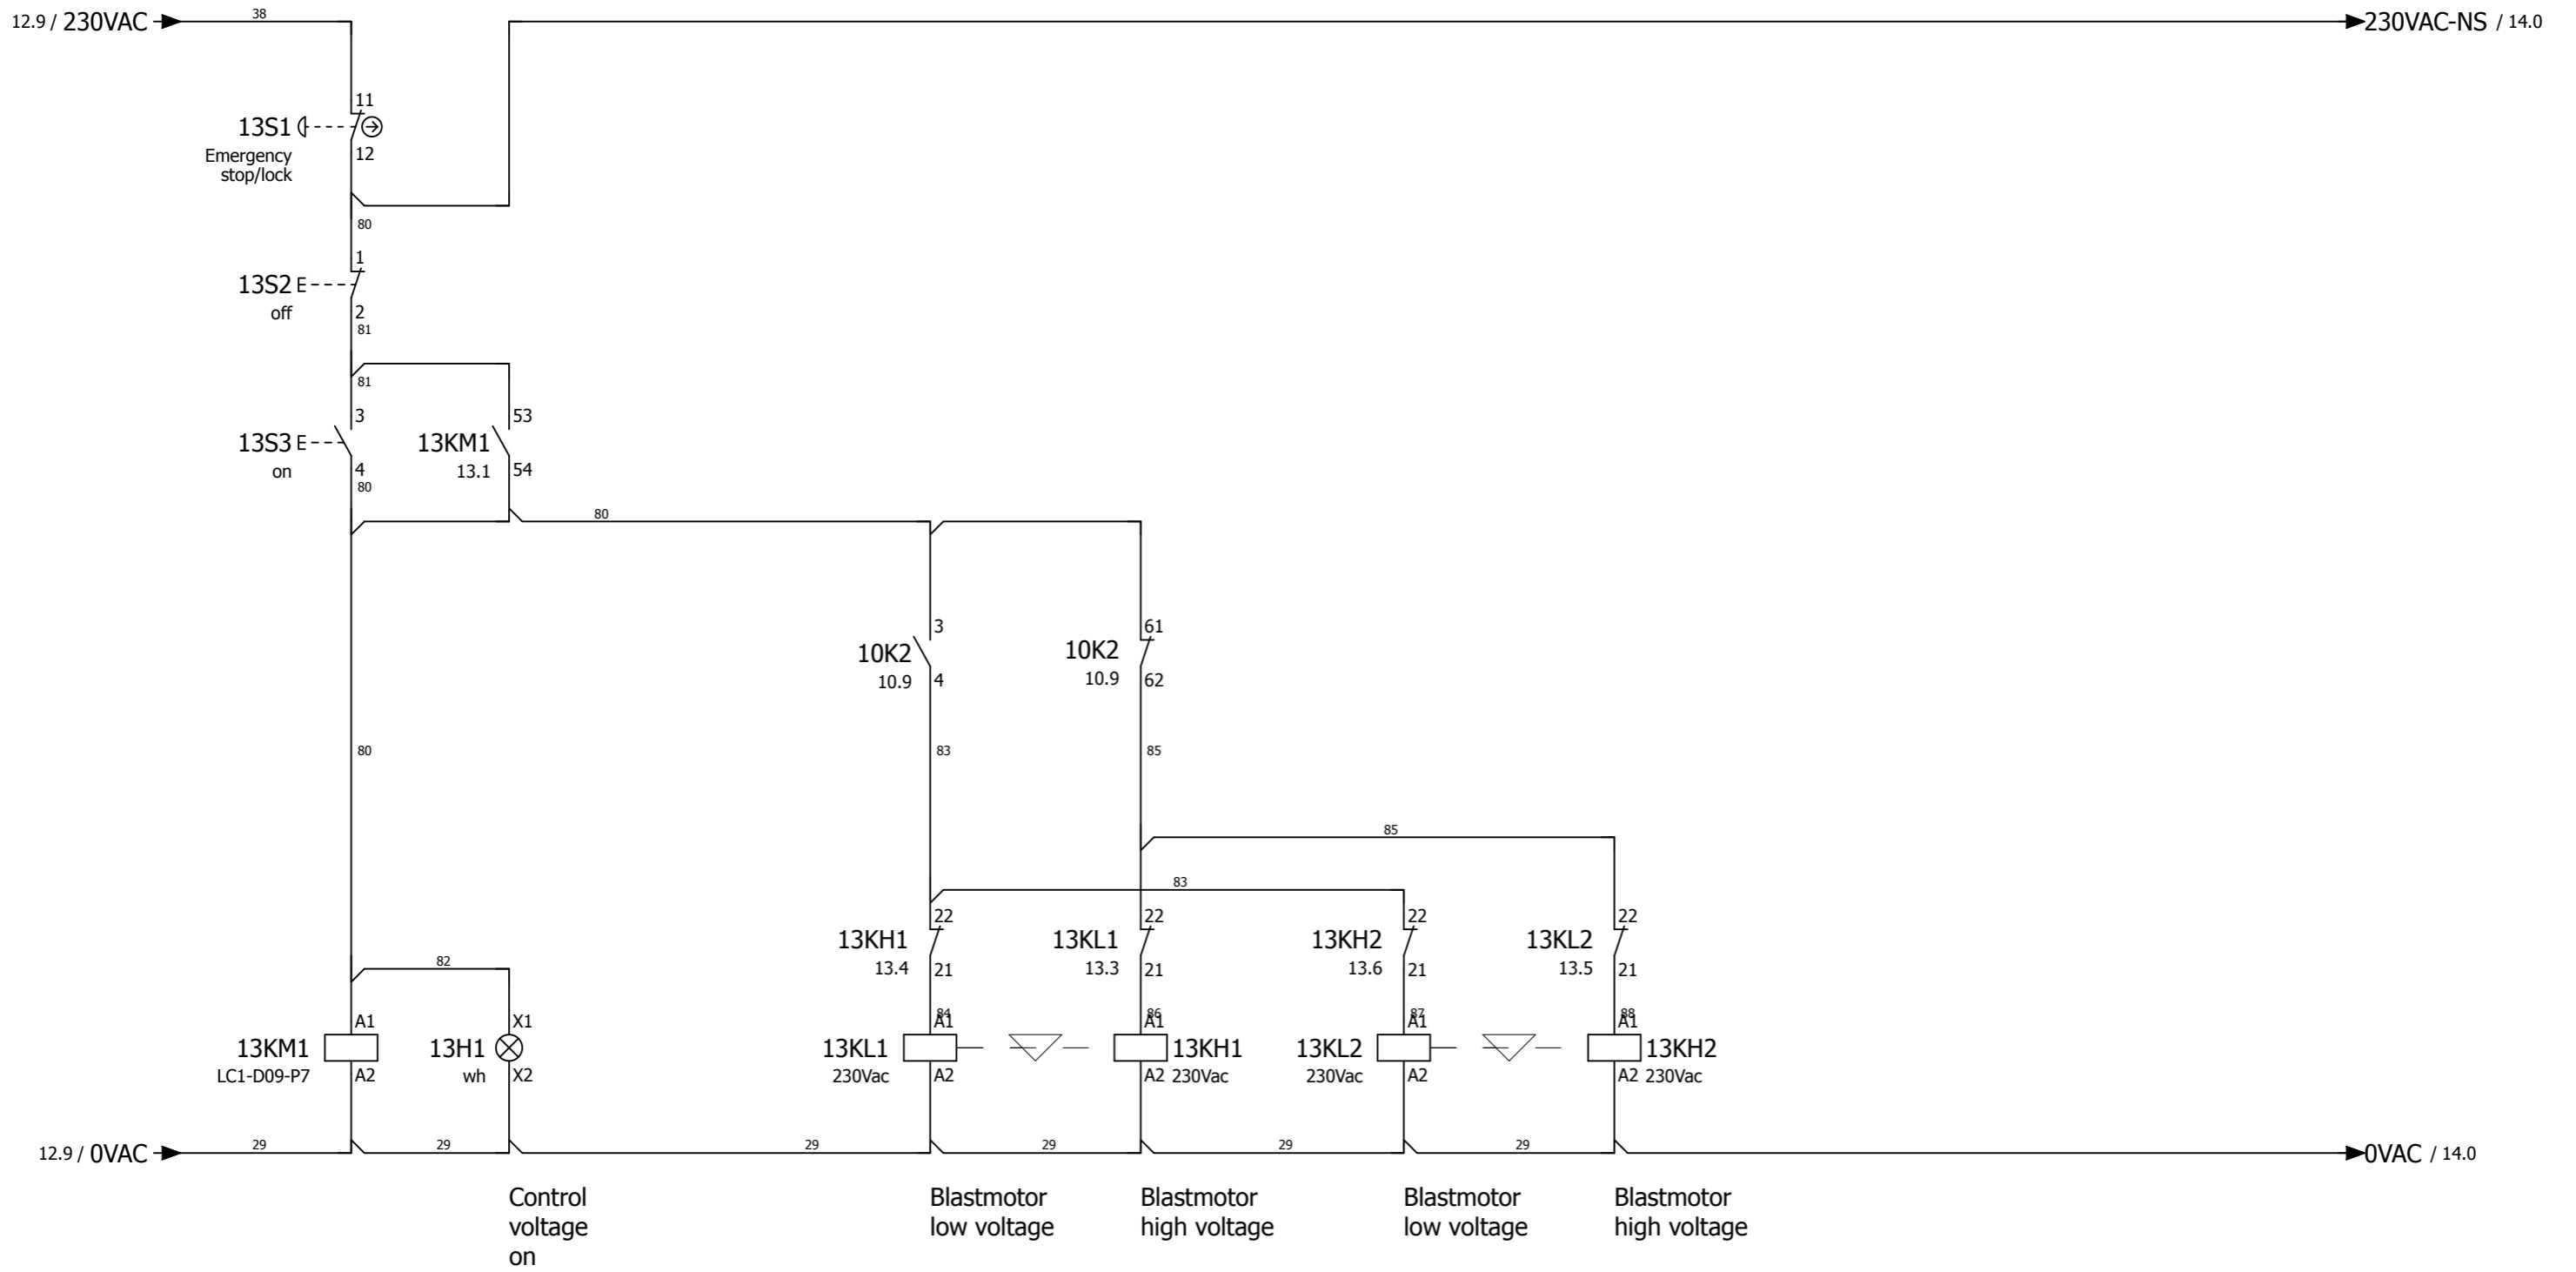 12.9 / 230VAC
38
230VAC-NS / 14.0
11
13S1
12
Emergency
stop/lock
80
1
13S2
off
2
81
81
3
53
13S3
13KM1
on
13.1
4
54
80
80
3
61
10K2
10K2
10.9
10.9
4
62
80
83
85
85
83
22
22
22
22
13KH1
13KL1
13KH2
13KL2
13.4
13.3
13.6
13.5
21
21
21
21
82
84
86
87
88
A1
X1
A1
A1
A1
A1
13KM1
13H1
13KL1
13KH1
13KL2
13KH2
LC1-D09-P7
A2
wh
X2
230Vac
A2
A2
230Vac
230Vac
A2
A2
230Vac
12.9 / 0VAC
29
29
29
29
29
29
0VAC / 14.0
Control
voltage
on
Blastmotor
low voltage
Blastmotor
high voltage
Blastmotor
low voltage
Blastmotor
high voltage